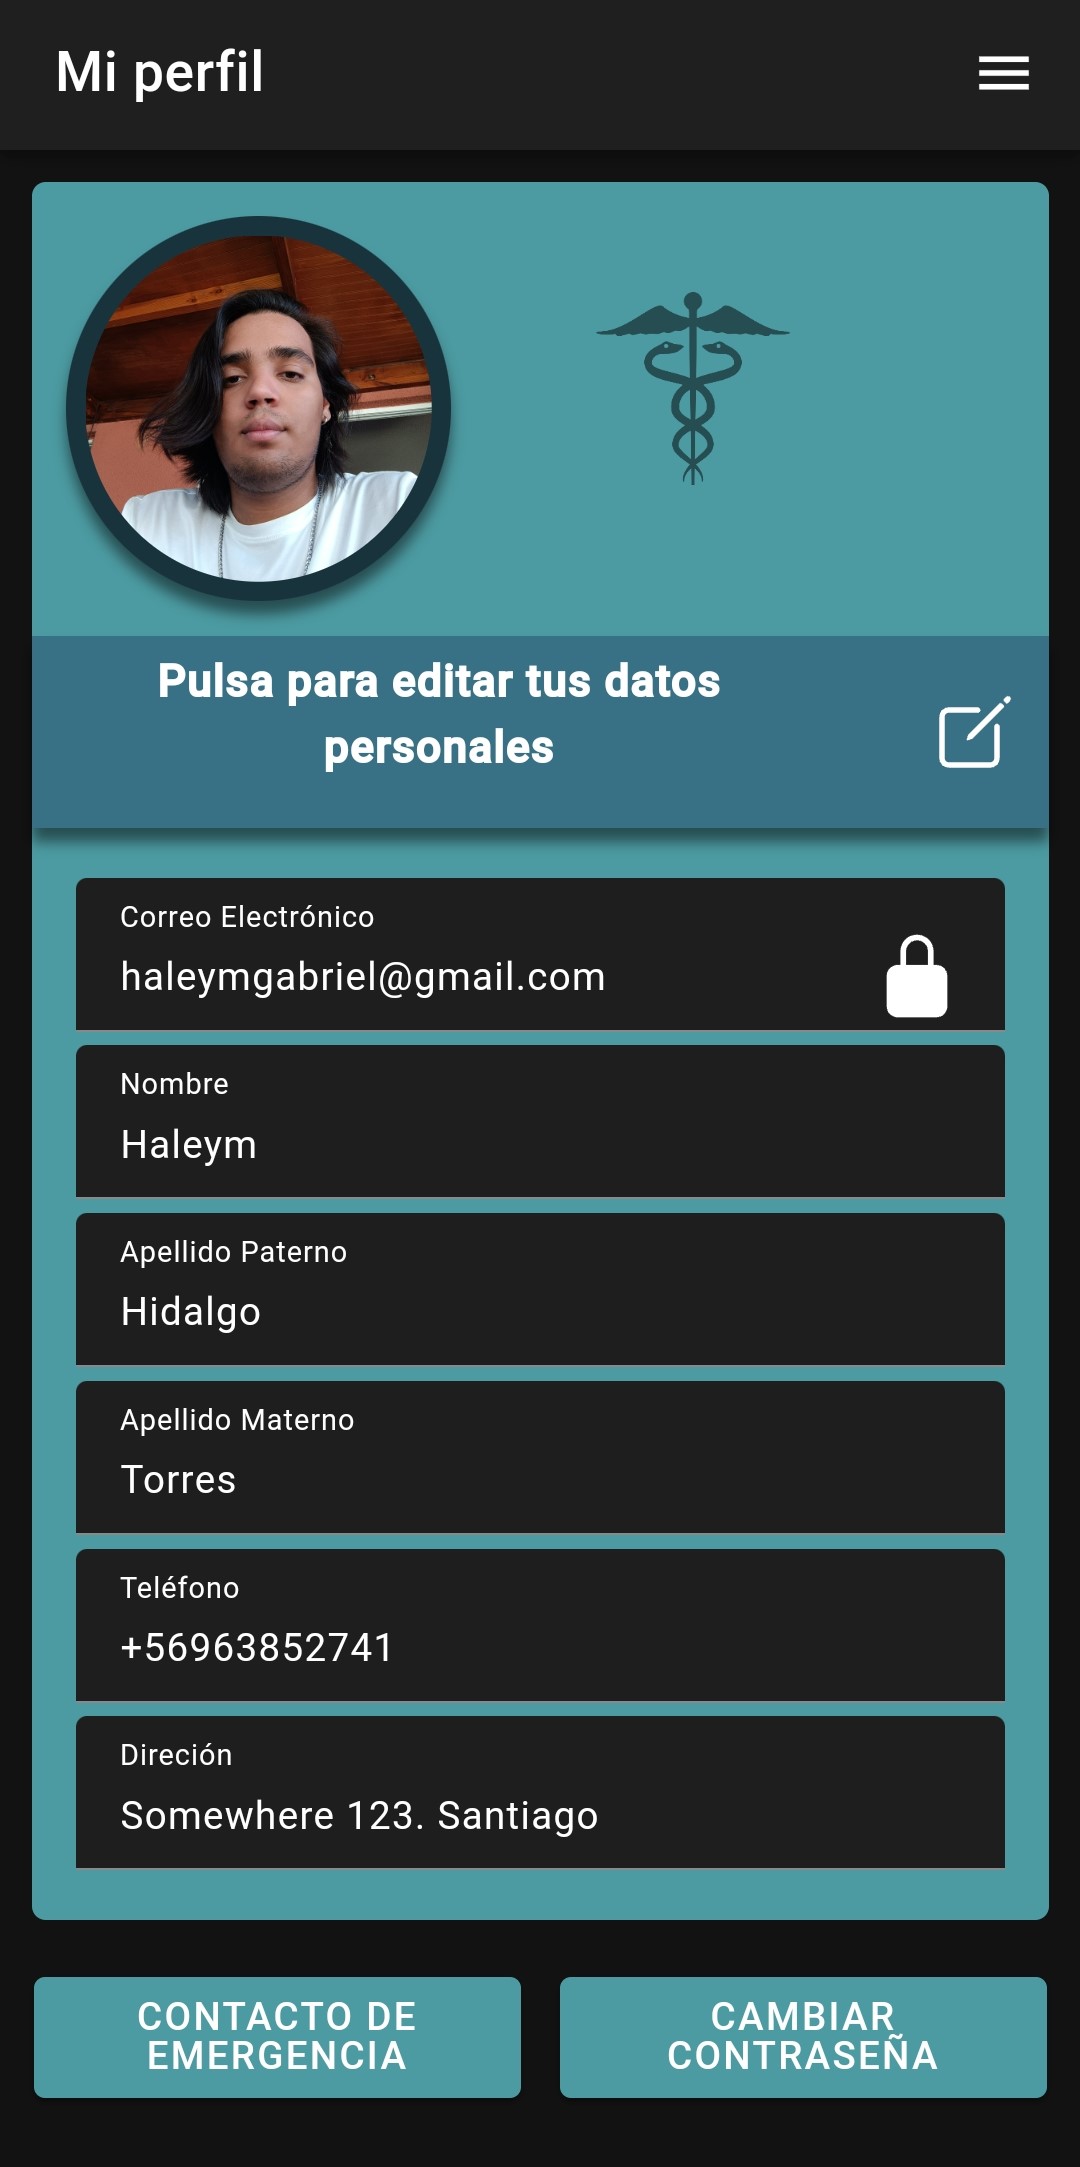 Mi perfil
Pulsa para editar tus datos
personales
Correo Electrónico
haleymgabriel@gmail.com
Nombre
Haleym
Apellido Paterno
Hidalgo
Apellido Materno
Torres
Teléfono
+56963852741
Direción
Somewhere 123. Santiago
CONTACTO DE
EMERGENCIA
CAMBIAR
CONTRASEÑA